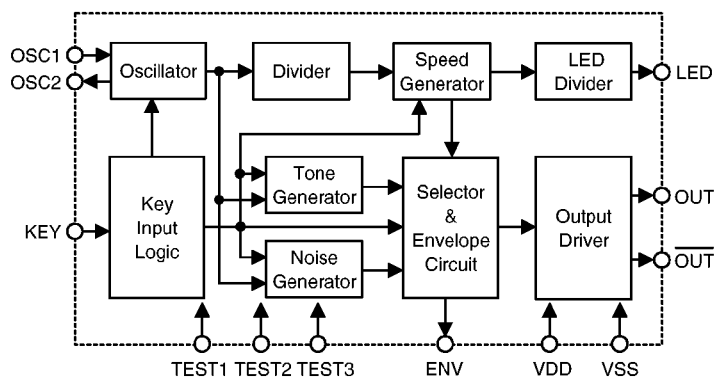 OSC1
OSC2
Oscillator
Divider
Speed
Generator
LED
Divider
LED
KEY
Key
Input
Logic
Tone
Generator
Noise
Generator
Selector
&
Envelope
Circuit
Output
Driver
OUT
OUT
TEST1
TEST2
TEST3
ENV
VDD
VSS